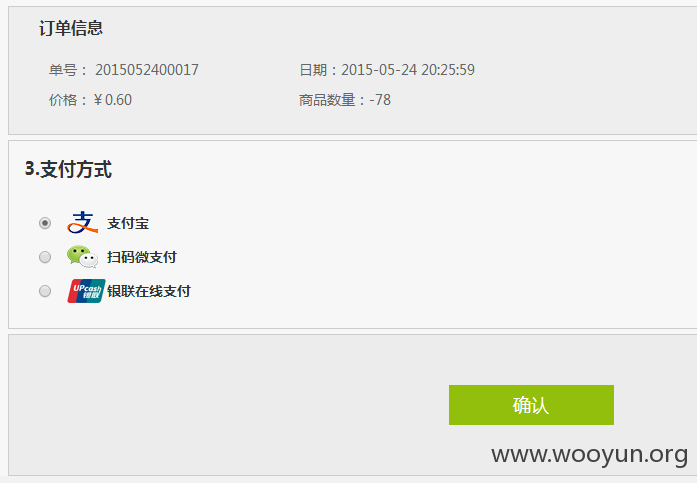 订单信息
单号： 2015052400017 日期：2015-05-24 20:25:59
价格：￥0.60 商品数量：-78
3.支付方式
支 支付宝
扫码微支付
UPcash 银联 银联在线支付
确认
www.wooyun.org